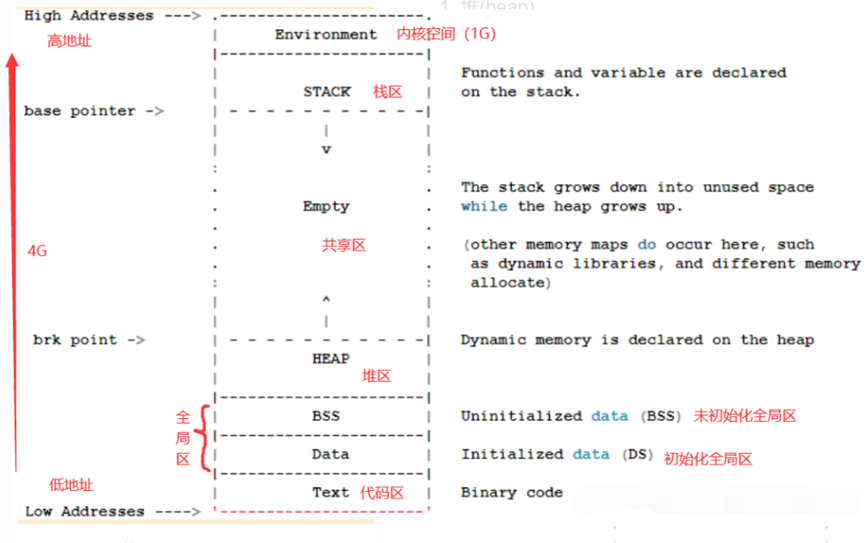 1. 堆(heap)
High Addresses ---> .----------------------.
高地址
Environment 内核空间 (1G)
STACK 栈区
Functions and variable are declared
on the stack.
base pointer ->
v
The stack grows down into unused space
Empty
while the heap grows up.
4G
共享区
(other memory maps do occur here, such
as dynamic libraries, and different memory
allocate)
^
brk point ->
Dynamic memory is declared on the heap
HEAP
堆区
全局区
BSS
Uninitialized data (BSS) 未初始化全局区
Data
Initialized data (DS) 初始化全局区
低地址
Text 代码区
Binary code
Low Addresses ----> '----------------------'